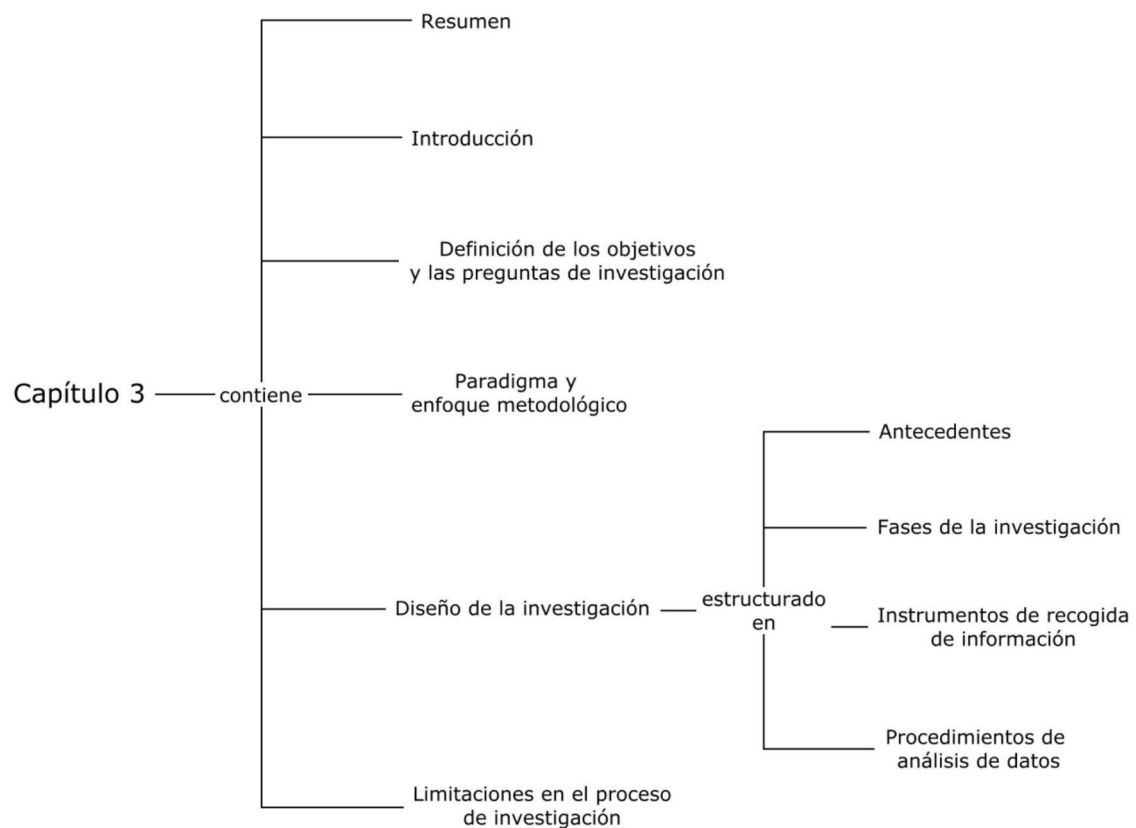 Resumen
Introducción
Definición de los objetivos
y las preguntas de investigación
Capítulo 3
contiene
Paradigma y
enfoque metodológico
Diseño de la investigación
estructurado
en
Antecedentes
Fases de la investigación
Instrumentos de recogida
de información
Procedimientos de
análisis de datos
Limitaciones en el proceso
de investigación